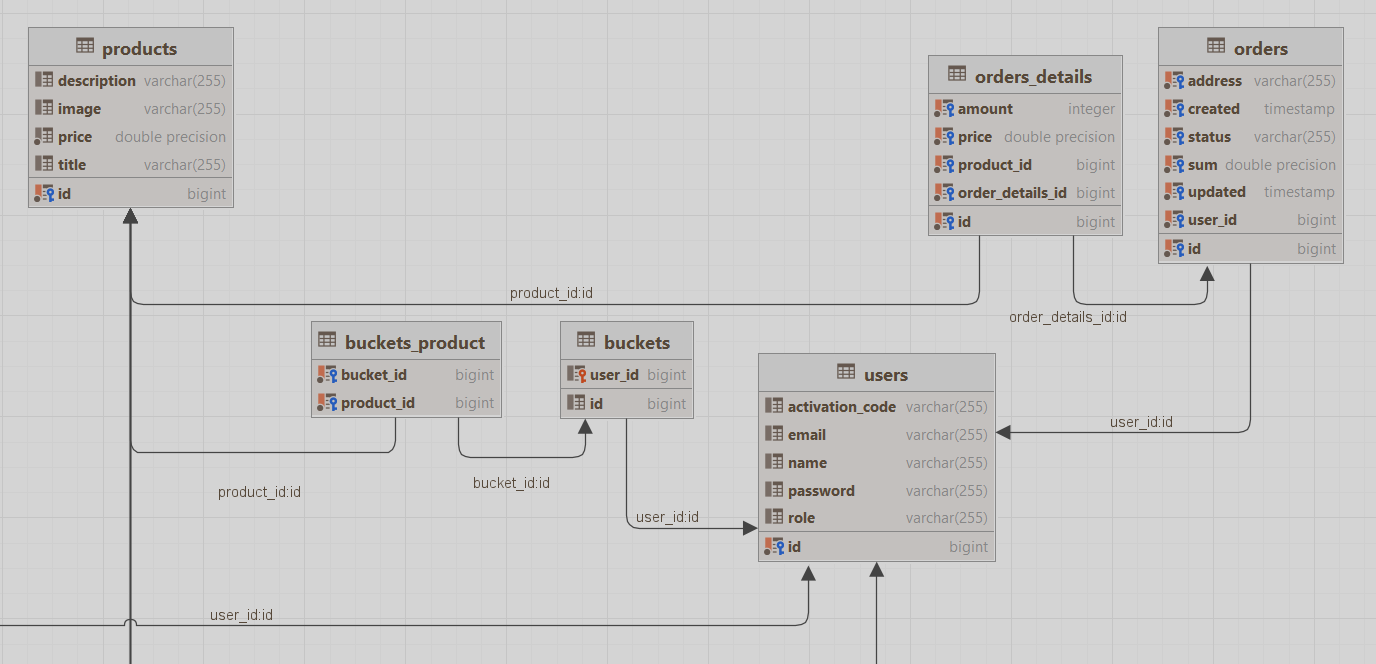 products
description varchar(255)
image varchar(255)
price double precision
title varchar(255)
id bigint
orders_details
amount integer
price double precision
product_id bigint
order_details_id bigint
id bigint
orders
address varchar(255)
created timestamp
status varchar(255)
sum double precision
updated timestamp
user_id bigint
id bigint
product_id:id
order_details_id:id
buckets_product
bucket_id bigint
product_id bigint
buckets
user_id bigint
id bigint
users
activation_code varchar(255)
email varchar(255)
name varchar(255)
password varchar(255)
role varchar(255)
id bigint
user_id:id
product_id:id
bucket_id:id
user_id:id
user_id:id